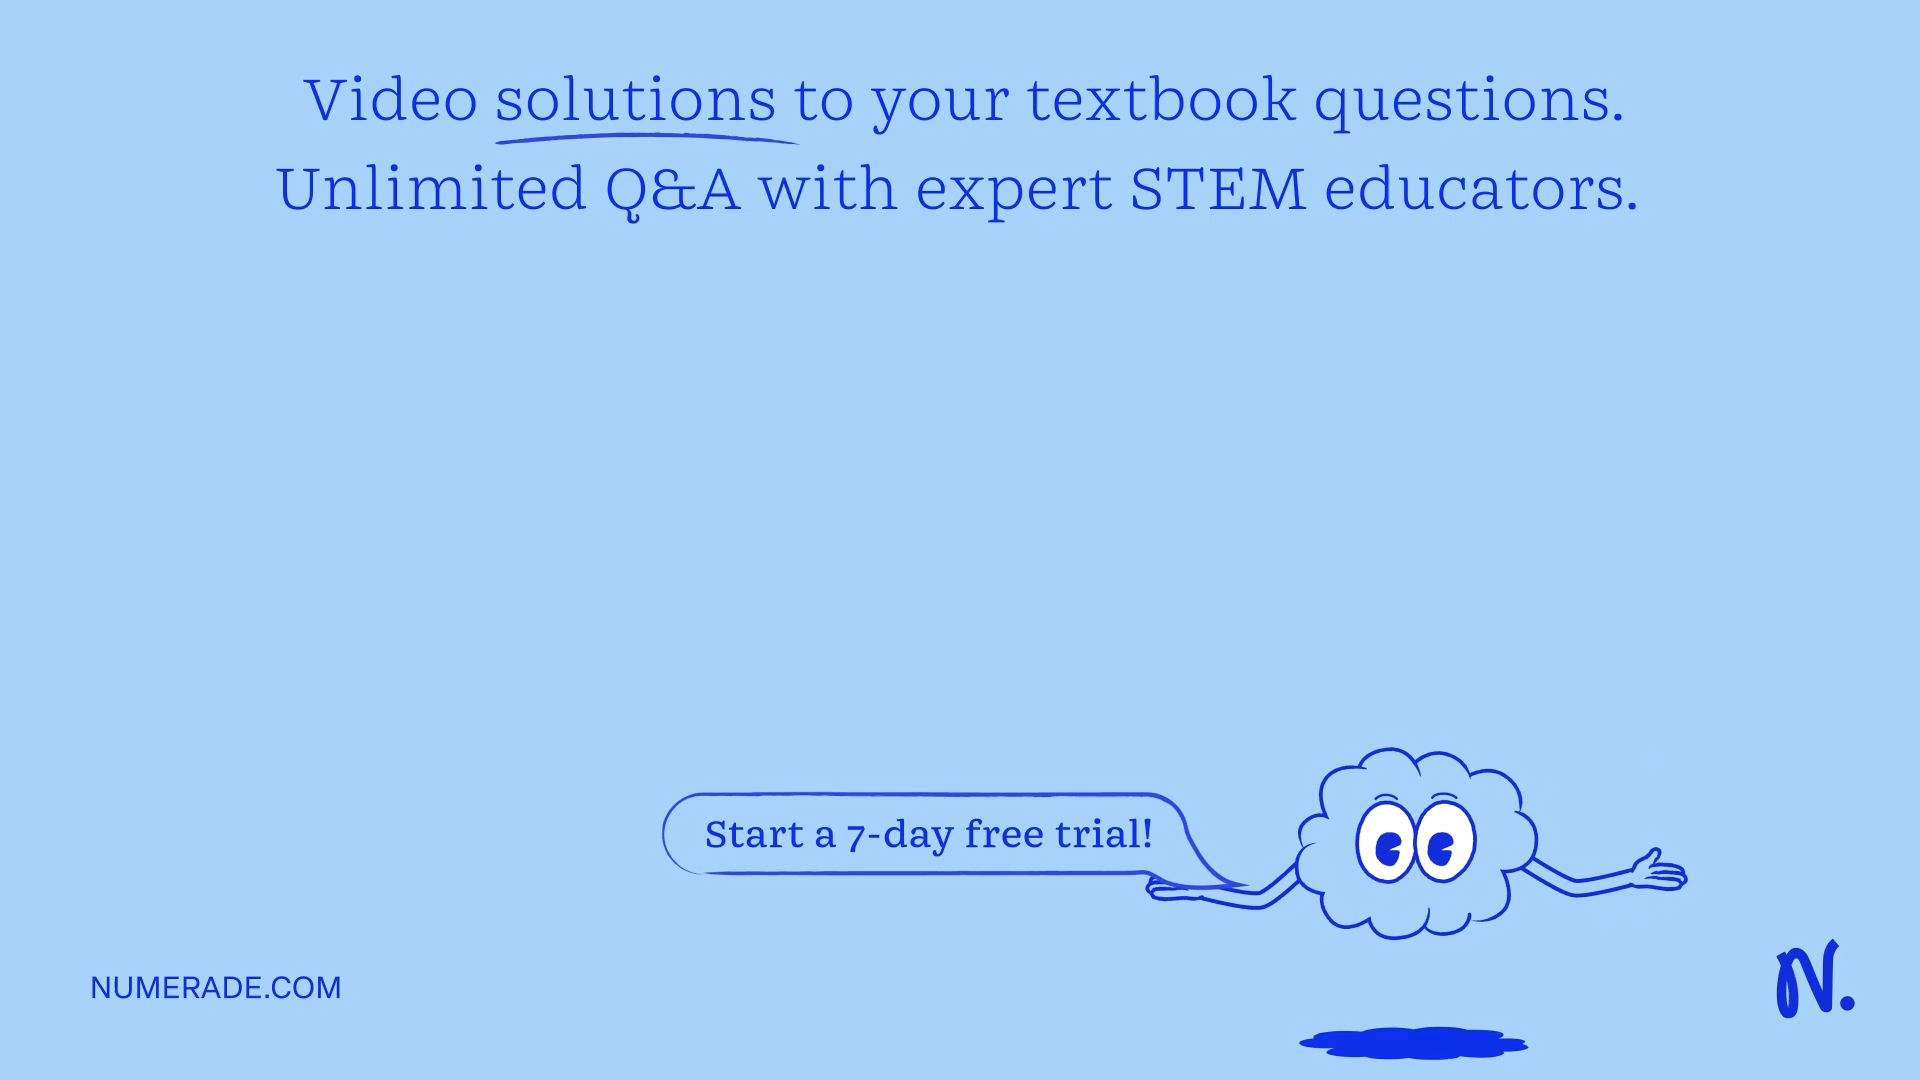 Video solutions to your textbook questions.
Unlimited Q&A with expert STEM educators.
Start a 7-day free trial!
NUMERADE.COM
N.